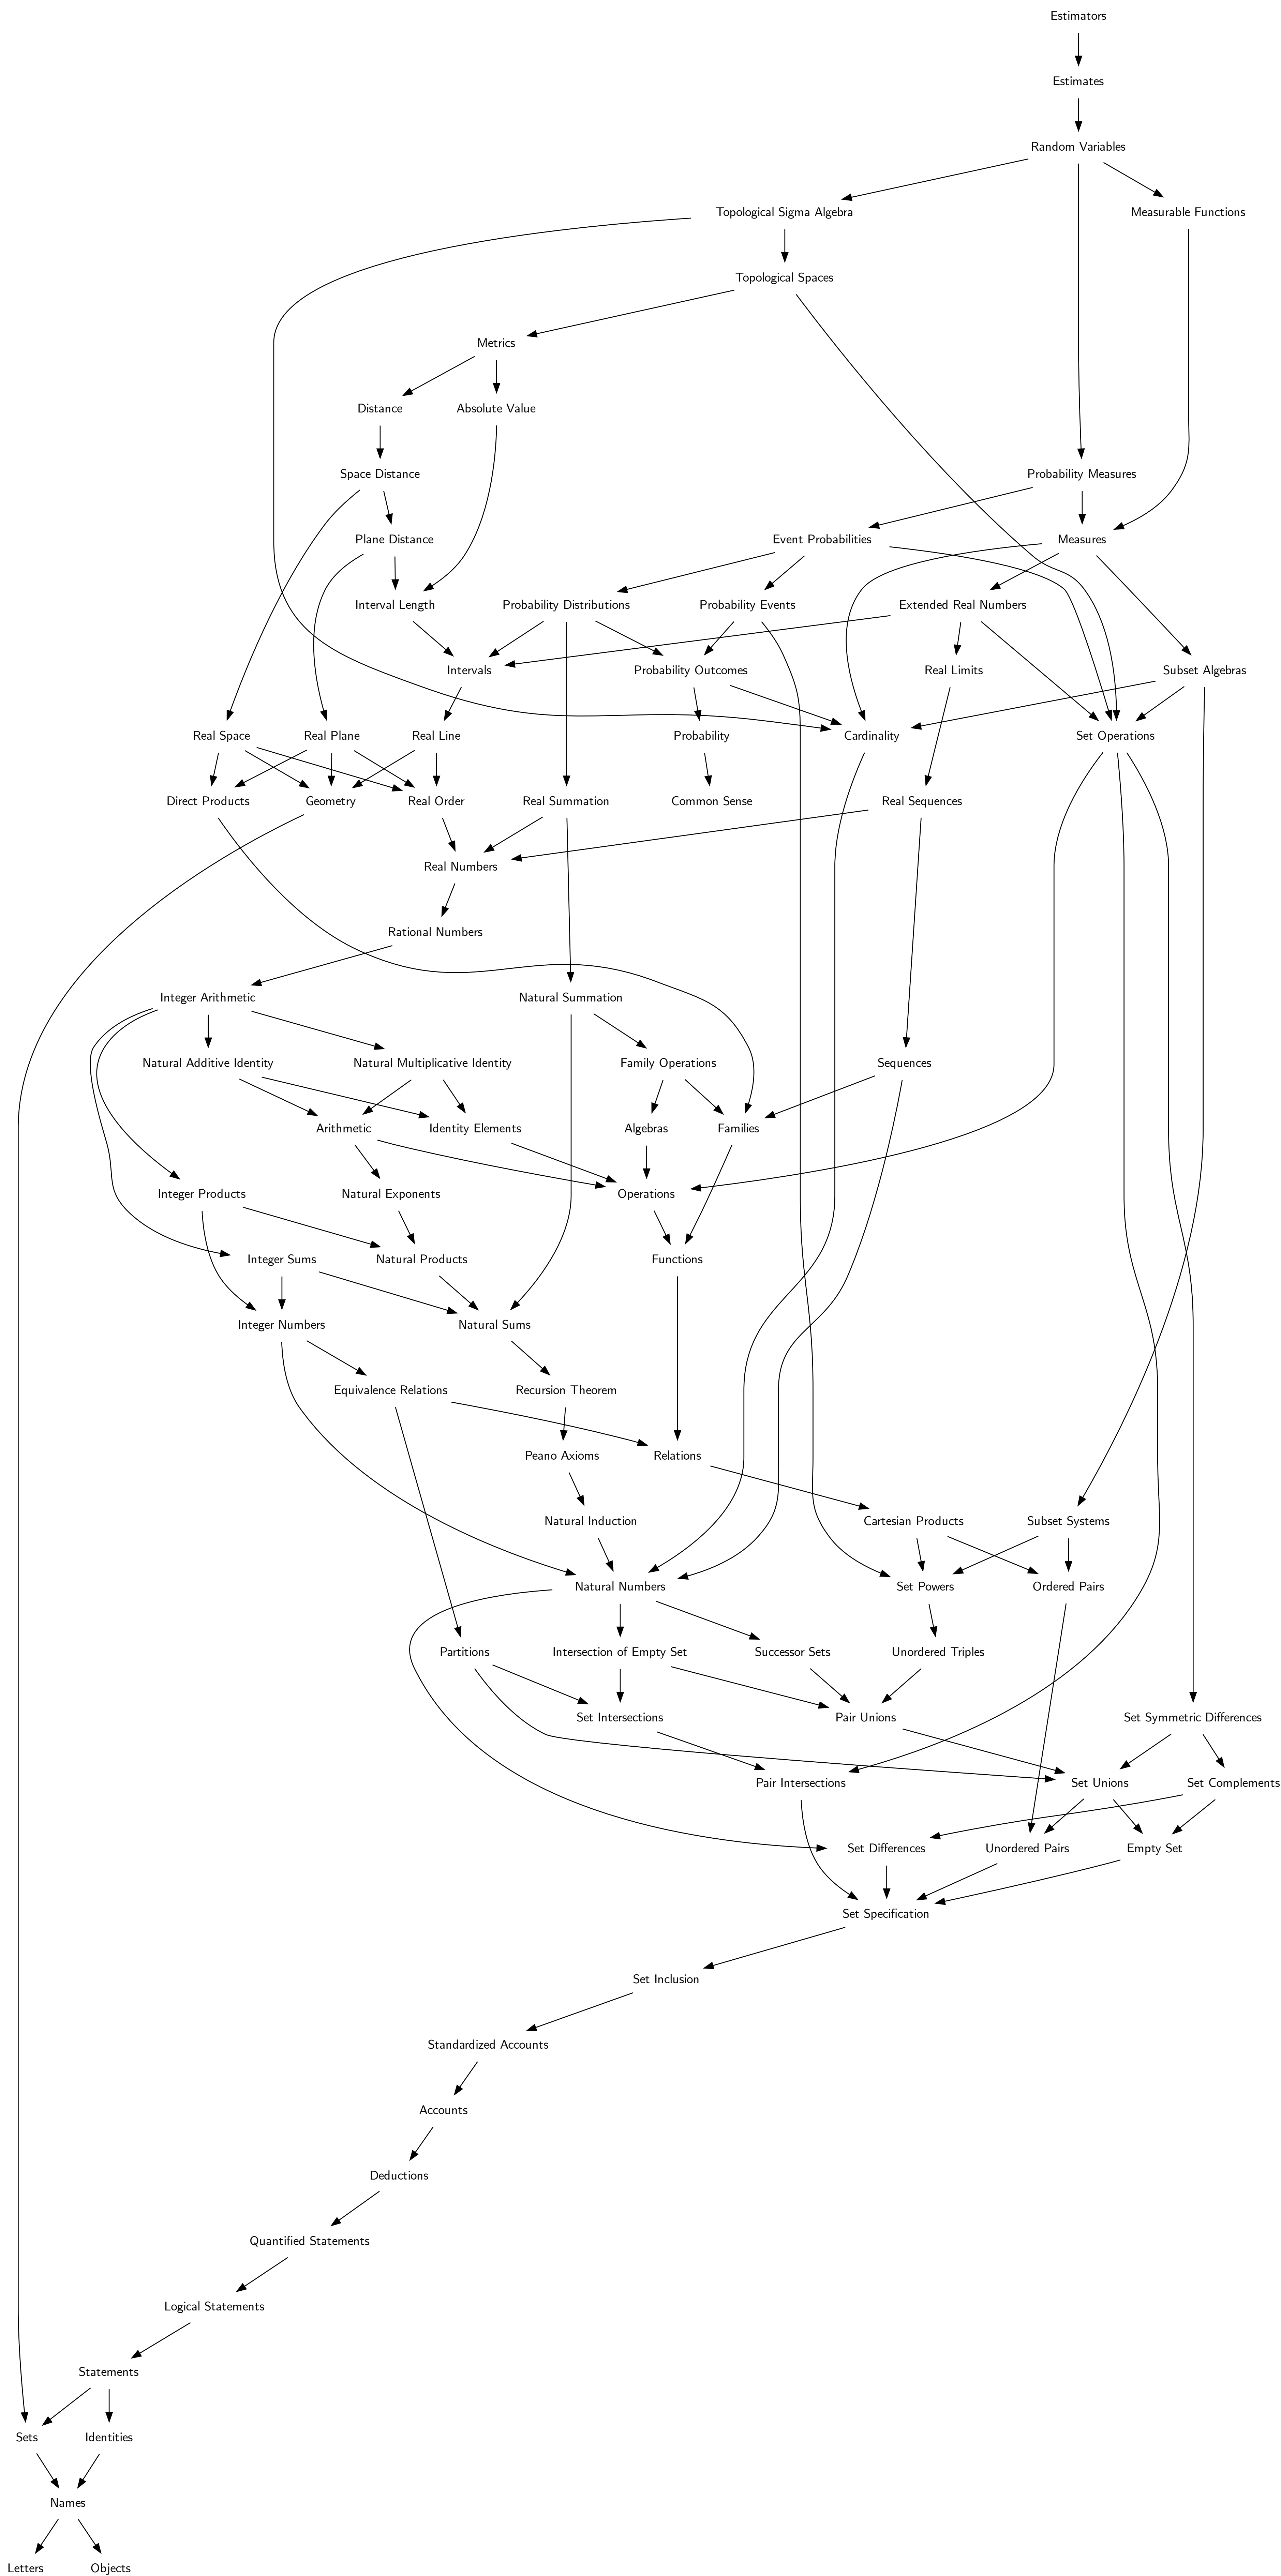 Estimators
Estimates
Random Variables
Topological Sigma Algebra
Measurable Functions
Topological Spaces
Metrics
Distance
Absolute Value
Space Distance
Probability Measures
Plane Distance
Event Probabilities
Measures
Interval Length
Probability Distributions
Probability Events
Extended Real Numbers
Intervals
Probability Outcomes
Real Limits
Subset Algebras
Real Space
Real Plane
Real Line
Probability
Cardinality
Set Operations
Direct Products
Geometry
Real Order
Real Summation
Common Sense
Real Sequences
Real Numbers
Rational Numbers
Integer Arithmetic
Natural Summation
Natural Additive Identity
Natural Multiplicative Identity
Family Operations
Sequences
Arithmetic
Identity Elements
Algebras
Families
Integer Products
Natural Exponents
Operations
Integer Sums
Natural Products
Functions
Integer Numbers
Natural Sums
Equivalence Relations
Recursion Theorem
Peano Axioms
Relations
Natural Induction
Cartesian Products
Subset Systems
Natural Numbers
Set Powers
Ordered Pairs
Partitions
Intersection of Empty Set
Successor Sets
Unordered Triples
Set Intersections
Pair Unions
Set Symmetric Differences
Pair Intersections
Set Unions
Set Complements
Set Differences
Unordered Pairs
Empty Set
Set Specification
Set Inclusion
Standardized Accounts
Accounts
Deductions
Quantified Statements
Logical Statements
Statements
Sets
Identities
Names
Letters
Objects